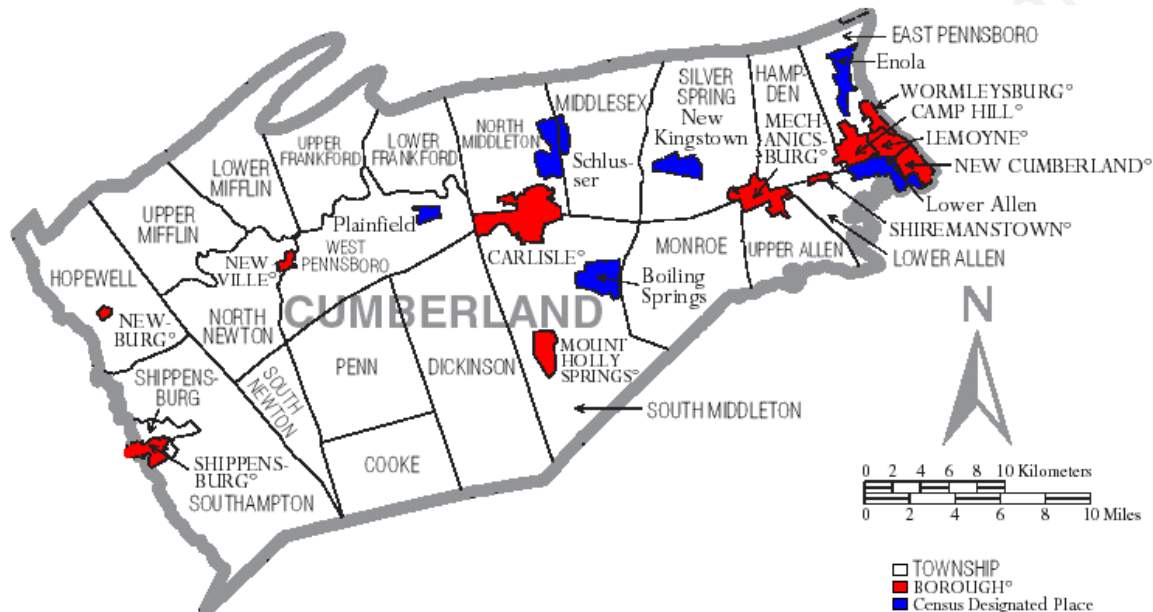 EAST PENNSBORO
Enola
WORMLEYSBURG°
CAMP HILL°
LEMOYNE°
NEW CUMBERLAND°
Lower Allen
SHIREMANSTOWN°
LOWER ALLEN
HAMP-
DEN
MECH-
ANICS-
BURG°
SILVER
SPRING
New
Kingstown
MIDDLESEX
NORTH
MIDDLETON
Schlus-
ser
LOWER
FRANKFORD
UPPER
FRANKFORD
LOWER
MIFFLIN
UPPER
MIFFLIN
Plainfield
WEST
PENNSBORO
NEW
VILLE°
CARLISLE°
MONROE
UPPER ALLEN
Boiling
Springs
HOPEWELL
NEW-
BURG°
NORTH
NEWTON
CUMBERLAND
SOUTH
NEWTON
PENN
DICKINSON
MOUNT
HOLLY
SPRINGS°
SOUTH MIDDLETON
SHIPPENS-
BURG
SHIPPENS-
BURG°
SOUTHAMPTON
COOKE
N
0 2 4 6 8 10 Kilometers
0 2 4 6 8 10 Miles
TOWNSHIP
BOROUGH°
Census Designated Place